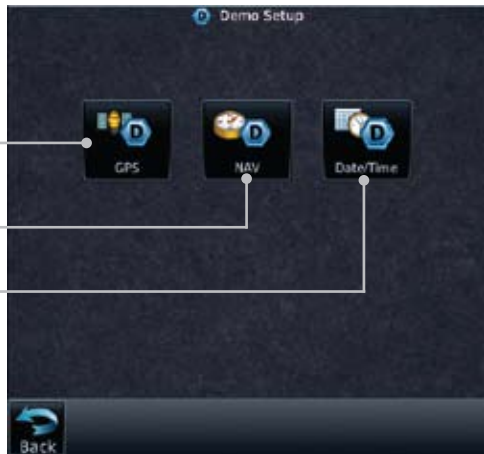 D Demo Setup
D
GPS
D
NAV
D
Date/Time
Back